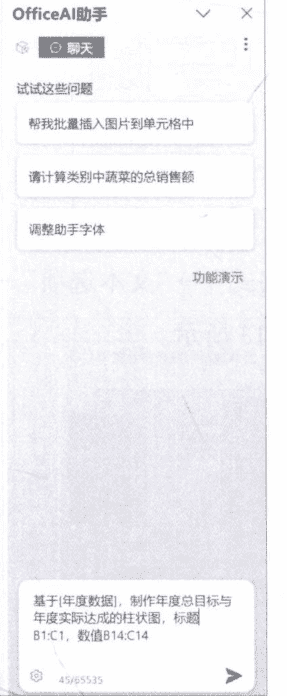 OfficeAI助手
聊天
试试这些问题
帮我批量插入图片到单元格中
请计算类别中蔬菜的总销售额
调整助手字体
功能演示
基于[年度数据]，制作年度总目标与
年度实际达成的柱状图，标题
B1:C1，数值B14:C14
45/65535